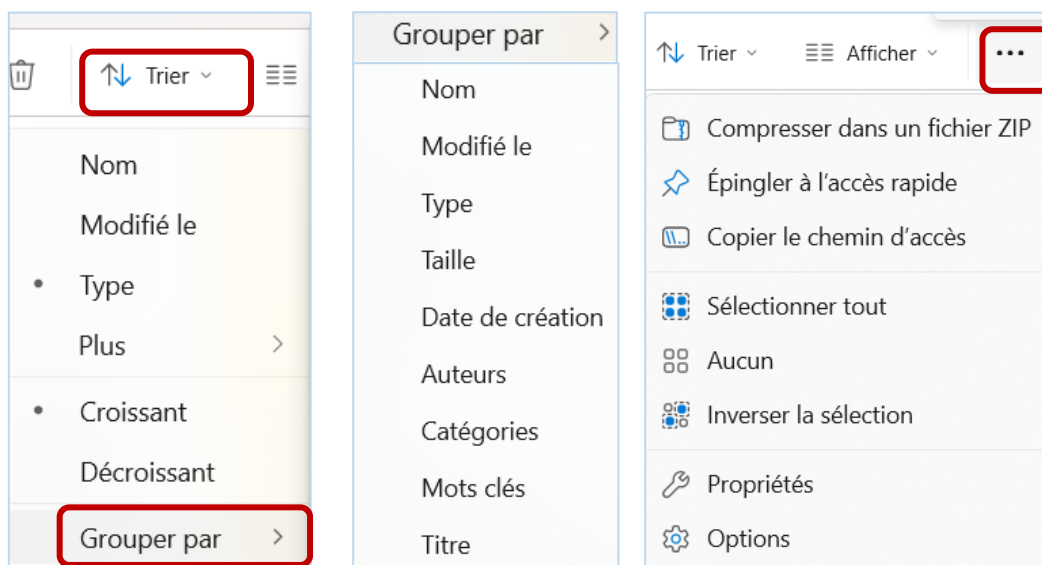 Trier
Nom
Modifié le
Type
Plus
Croissant
Décroissant
Grouper par
Grouper par
Nom
Modifié le
Type
Taille
Date de création
Auteurs
Catégories
Mots clés
Titre
Trier Afficher ...
Compresser dans un fichier ZIP
Épingler à l'accès rapide
Copier le chemin d'accès
Sélectionner tout
Aucun
Inverser la sélection
Propriétés
Options